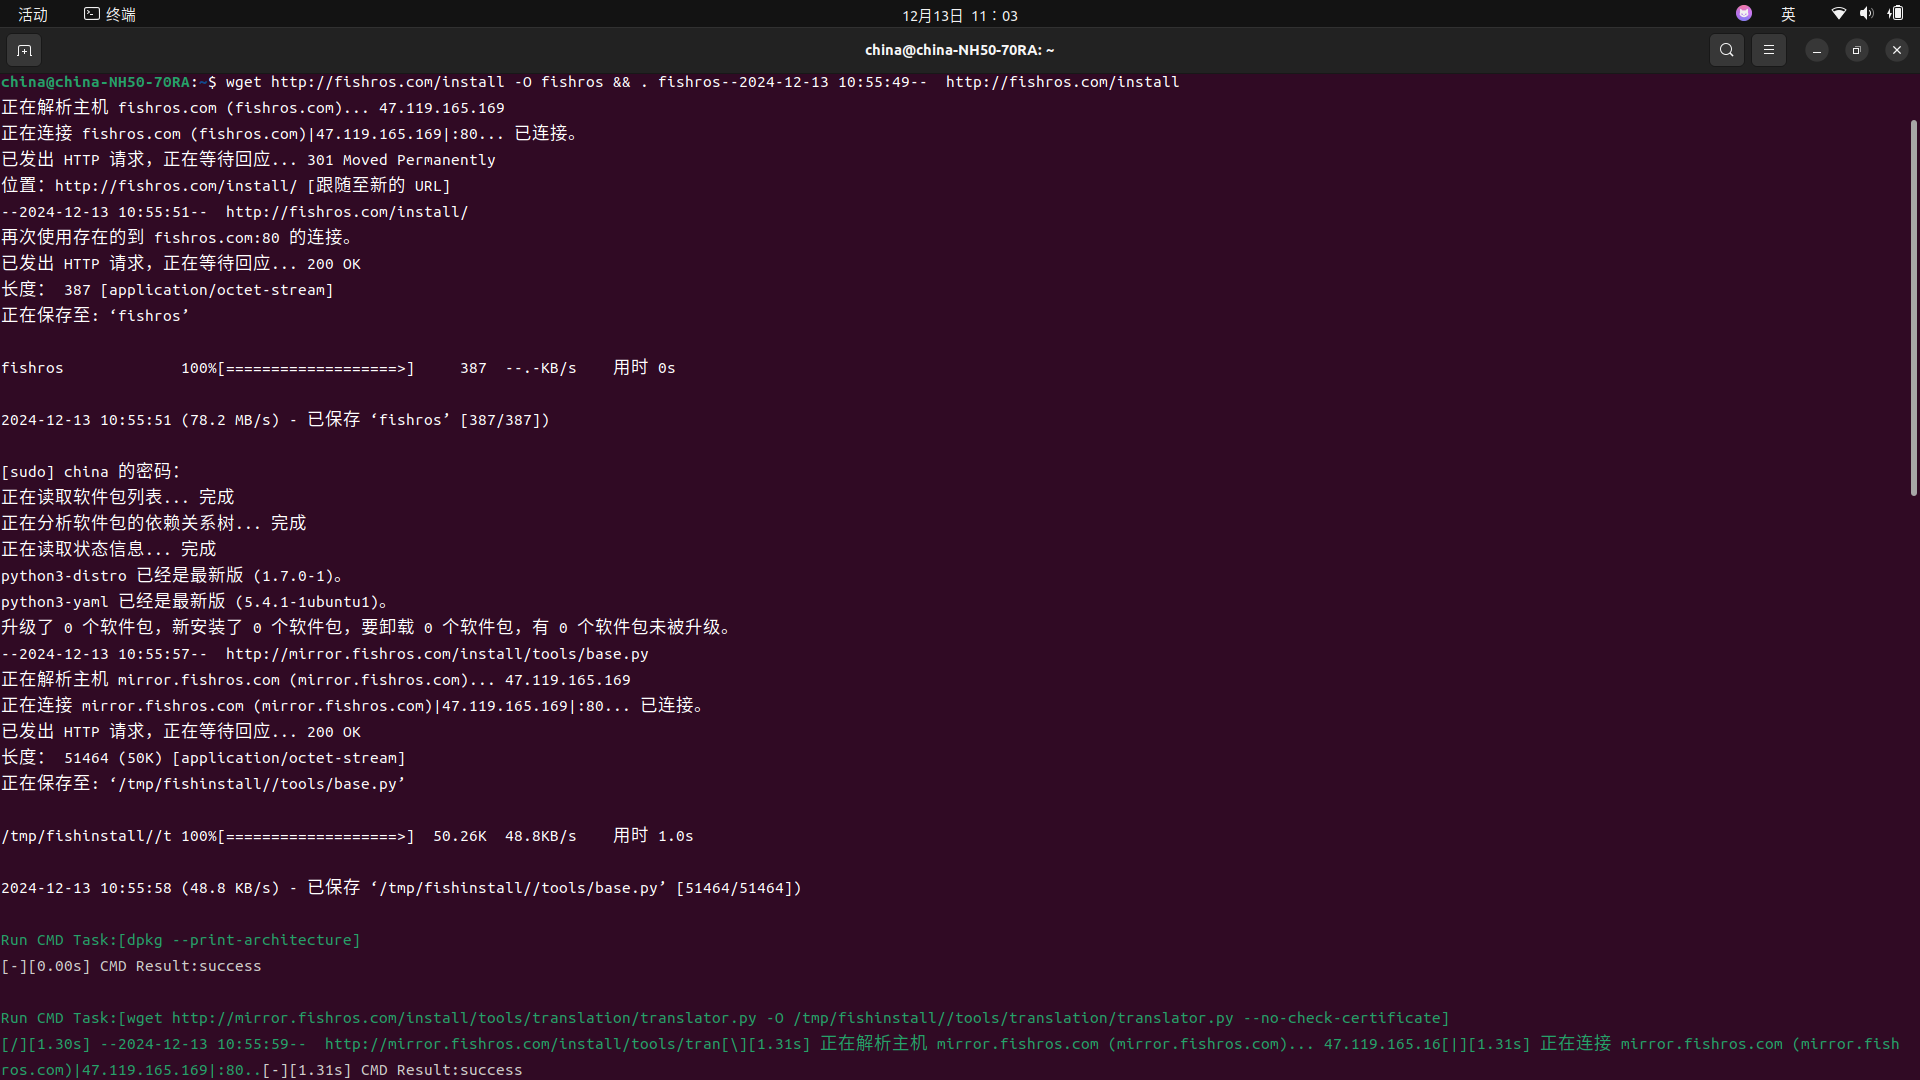 活动 终端 12月13日 11：03 英
china@china-NH50-70RA: ~
china@china-NH50-70RA:~$ wget http://fishros.com/install -O fishros && . fishros--2024-12-13 10:55:49--  http://fishros.com/install
正在解析主机 fishros.com (fishros.com)... 47.119.165.169
正在连接 fishros.com (fishros.com)|47.119.165.169|:80... 已连接。
已发出 HTTP 请求，正在等待回应... 301 Moved Permanently
位置：http://fishros.com/install/ [跟随至新的 URL]
--2024-12-13 10:55:51--  http://fishros.com/install/
再次使用存在的到 fishros.com:80 的连接。
已发出 HTTP 请求，正在等待回应... 200 OK
长度： 387 [application/octet-stream]
正在保存至: ‘fishros’
fishros             100%[===================>]     387  --.-KB/s    用时 0s
2024-12-13 10:55:51 (78.2 MB/s) - 已保存 ‘fishros’ [387/387])
[sudo] china 的密码：
正在读取软件包列表... 完成
正在分析软件包的依赖关系树... 完成
正在读取状态信息... 完成
python3-distro 已经是最新版 (1.7.0-1)。
python3-yaml 已经是最新版 (5.4.1-1ubuntu1)。
升级了 0 个软件包，新安装了 0 个软件包，要卸载 0 个软件包，有 0 个软件包未被升级。
--2024-12-13 10:55:57--  http://mirror.fishros.com/install/tools/base.py
正在解析主机 mirror.fishros.com (mirror.fishros.com)... 47.119.165.169
正在连接 mirror.fishros.com (mirror.fishros.com)|47.119.165.169|:80... 已连接。
已发出 HTTP 请求，正在等待回应... 200 OK
长度： 51464 (50K) [application/octet-stream]
正在保存至: ‘/tmp/fishinstall//tools/base.py’
/tmp/fishinstall//t 100%[===================>]  50.26K  48.8KB/s    用时 1.0s
2024-12-13 10:55:58 (48.8 KB/s) - 已保存 ‘/tmp/fishinstall//tools/base.py’ [51464/51464])
Run CMD Task:[dpkg --print-architecture]
[-][0.00s] CMD Result:success
Run CMD Task:[wget http://mirror.fishros.com/install/tools/translation/translator.py -O /tmp/fishinstall//tools/translation/translator.py --no-check-certificate]
[/][1.30s] --2024-12-13 10:55:59--  http://mirror.fishros.com/install/tools/tran[\][1.31s] 正在解析主机 mirror.fishros.com (mirror.fishros.com)... 47.119.165.16[|][1.31s] 正在连接 mirror.fishros.com (mirror.fish
ros.com)|47.119.165.169|:80..[-][1.31s] CMD Result:success